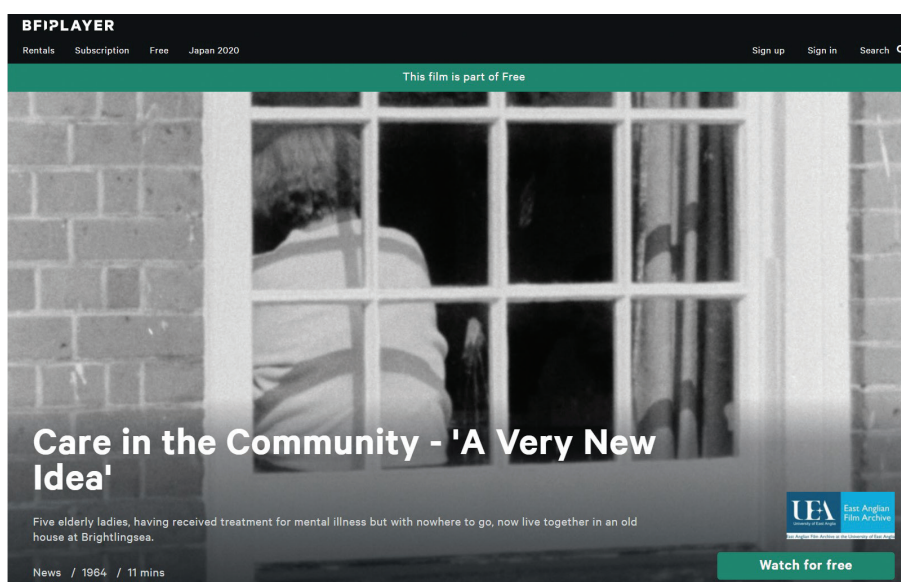 BFI PLAYER
Rentals Subscription Free Japan 2020 Sign up Sign in Search
This film is part of Free
Care in the Community - 'A Very New
Idea'
Five elderly ladies, having received treatment for mental illness but with nowhere to go, now live together in an old
house at Brightlingsea.
UEA
University of East Anglia
East Anglian
Film Archive
East Anglian Film Archive at the University of East Anglia
News / 1964 / 11 mins
Watch for free